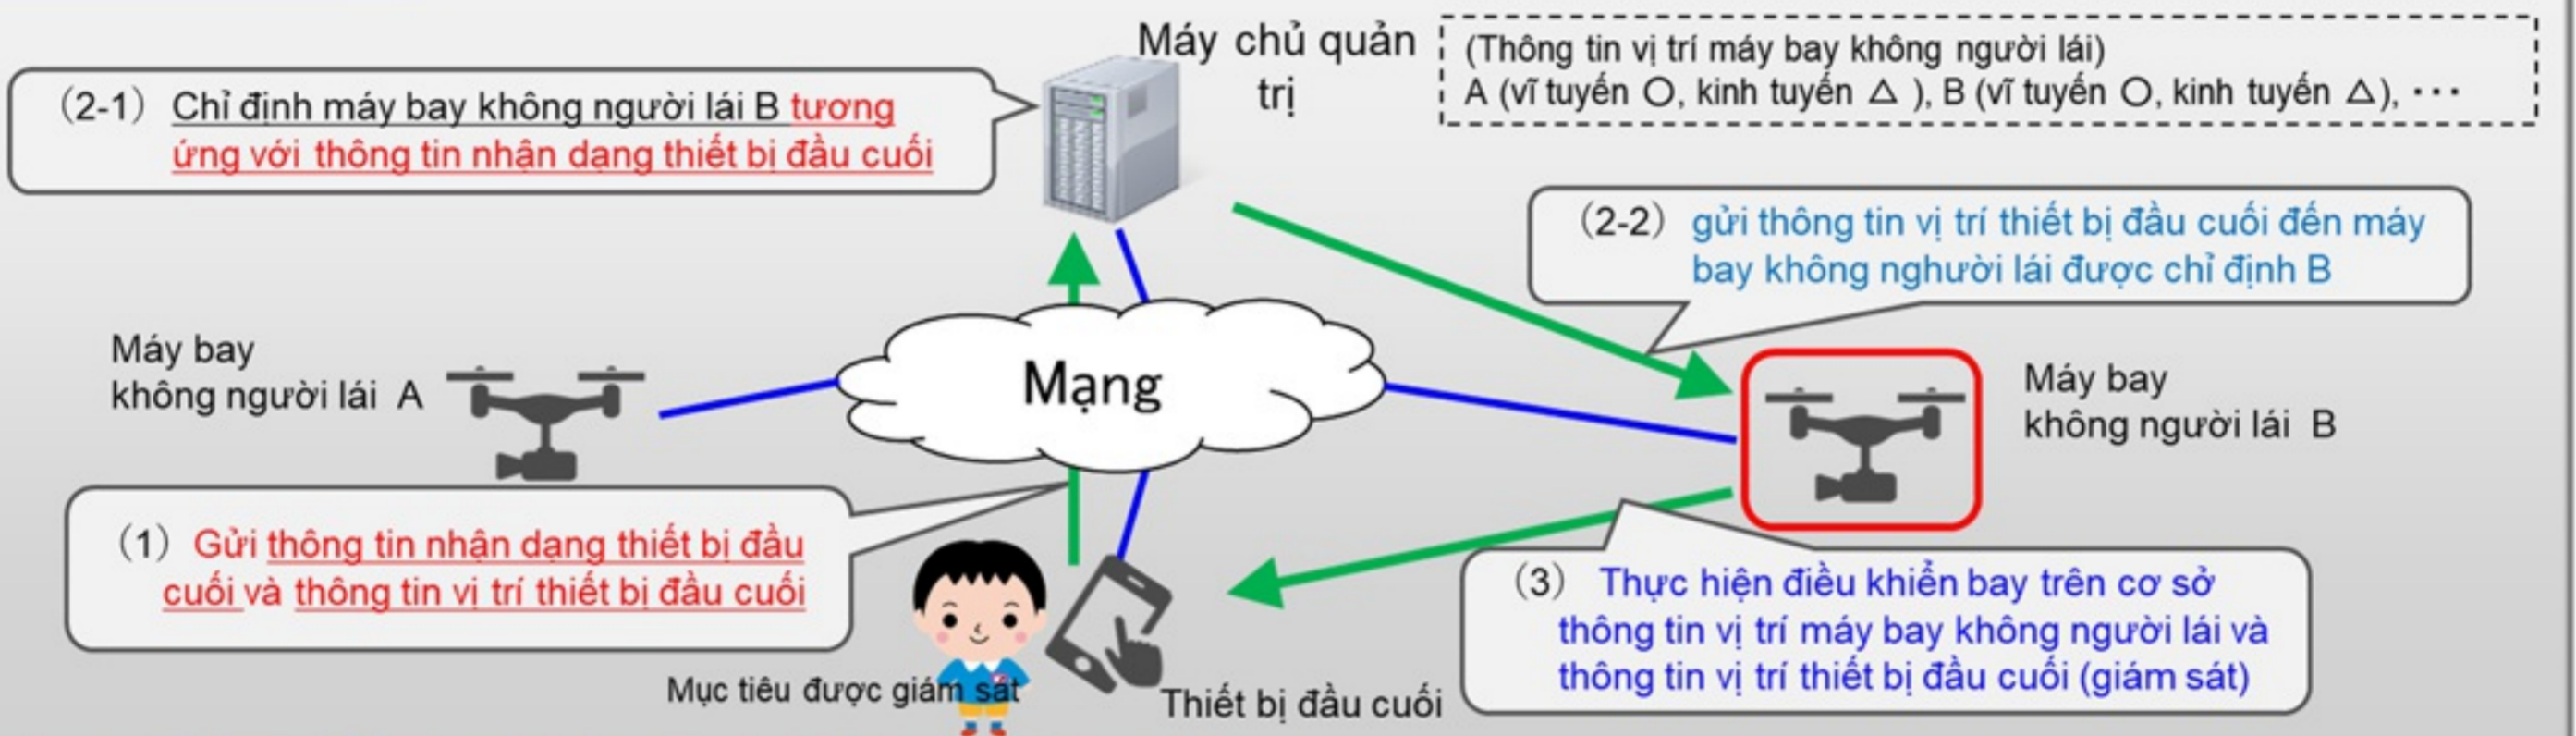 Máy chủ quản
trị
(Thông tin vị trí máy bay không người lái)
A (vĩ tuyến ○, kinh tuyến △ ), B (vĩ tuyến ○, kinh tuyến △), ･･･
(2-1) Chỉ định máy bay không người lái B tương
ứng với thông tin nhận dạng thiết bị đầu cuối
(2-2) gửi thông tin vị trí thiết bị đầu cuối đến máy
bay không nghười lái được chỉ định B
Máy bay
không người lái A
Mạng
Máy bay
không người lái B
(1) Gửi thông tin nhận dạng thiết bị đầu
cuối và thông tin vị trí thiết bị đầu cuối
(3) Thực hiện điều khiển bay trên cơ sở
thông tin vị trí máy bay không người lái và
thông tin vị trí thiết bị đầu cuối (giám sát)
Mục tiêu được giám sát
Thiết bị đầu cuối